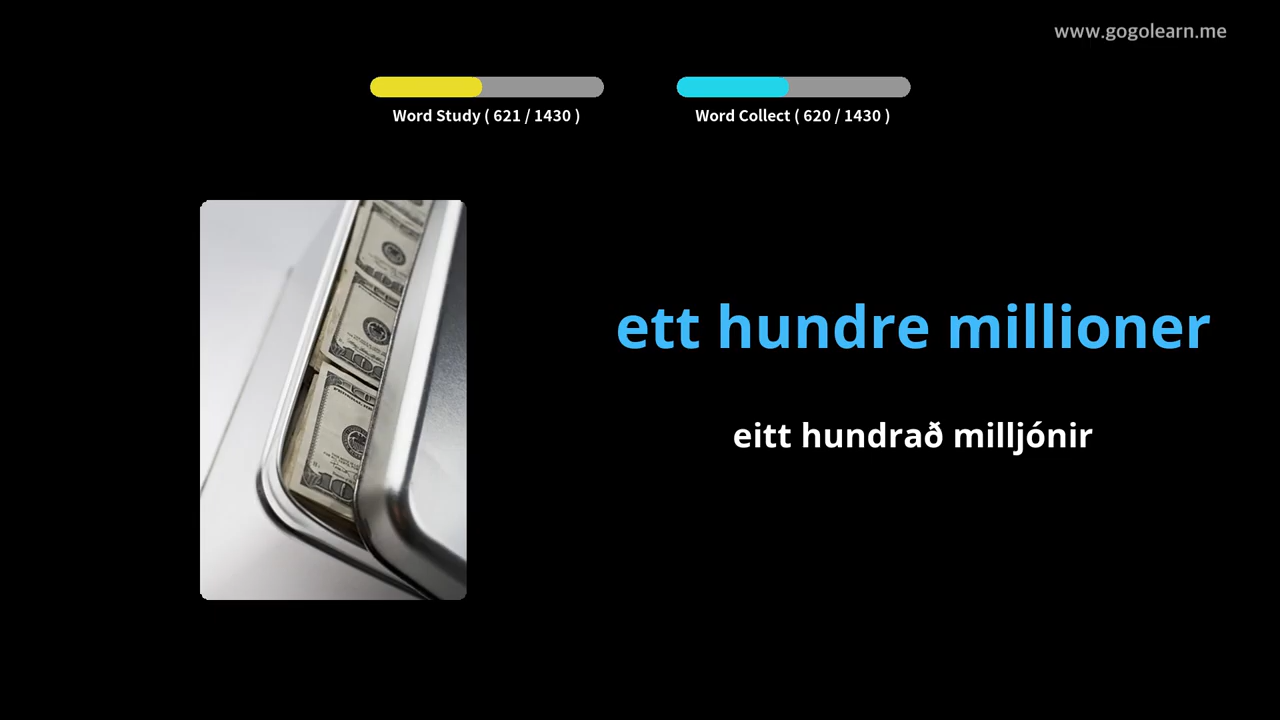 www.gogolearn.me
Word Study ( 621 / 1430 )
Word Collect ( 620 / 1430 )
ett hundre millioner
eitt hundrað milljónir